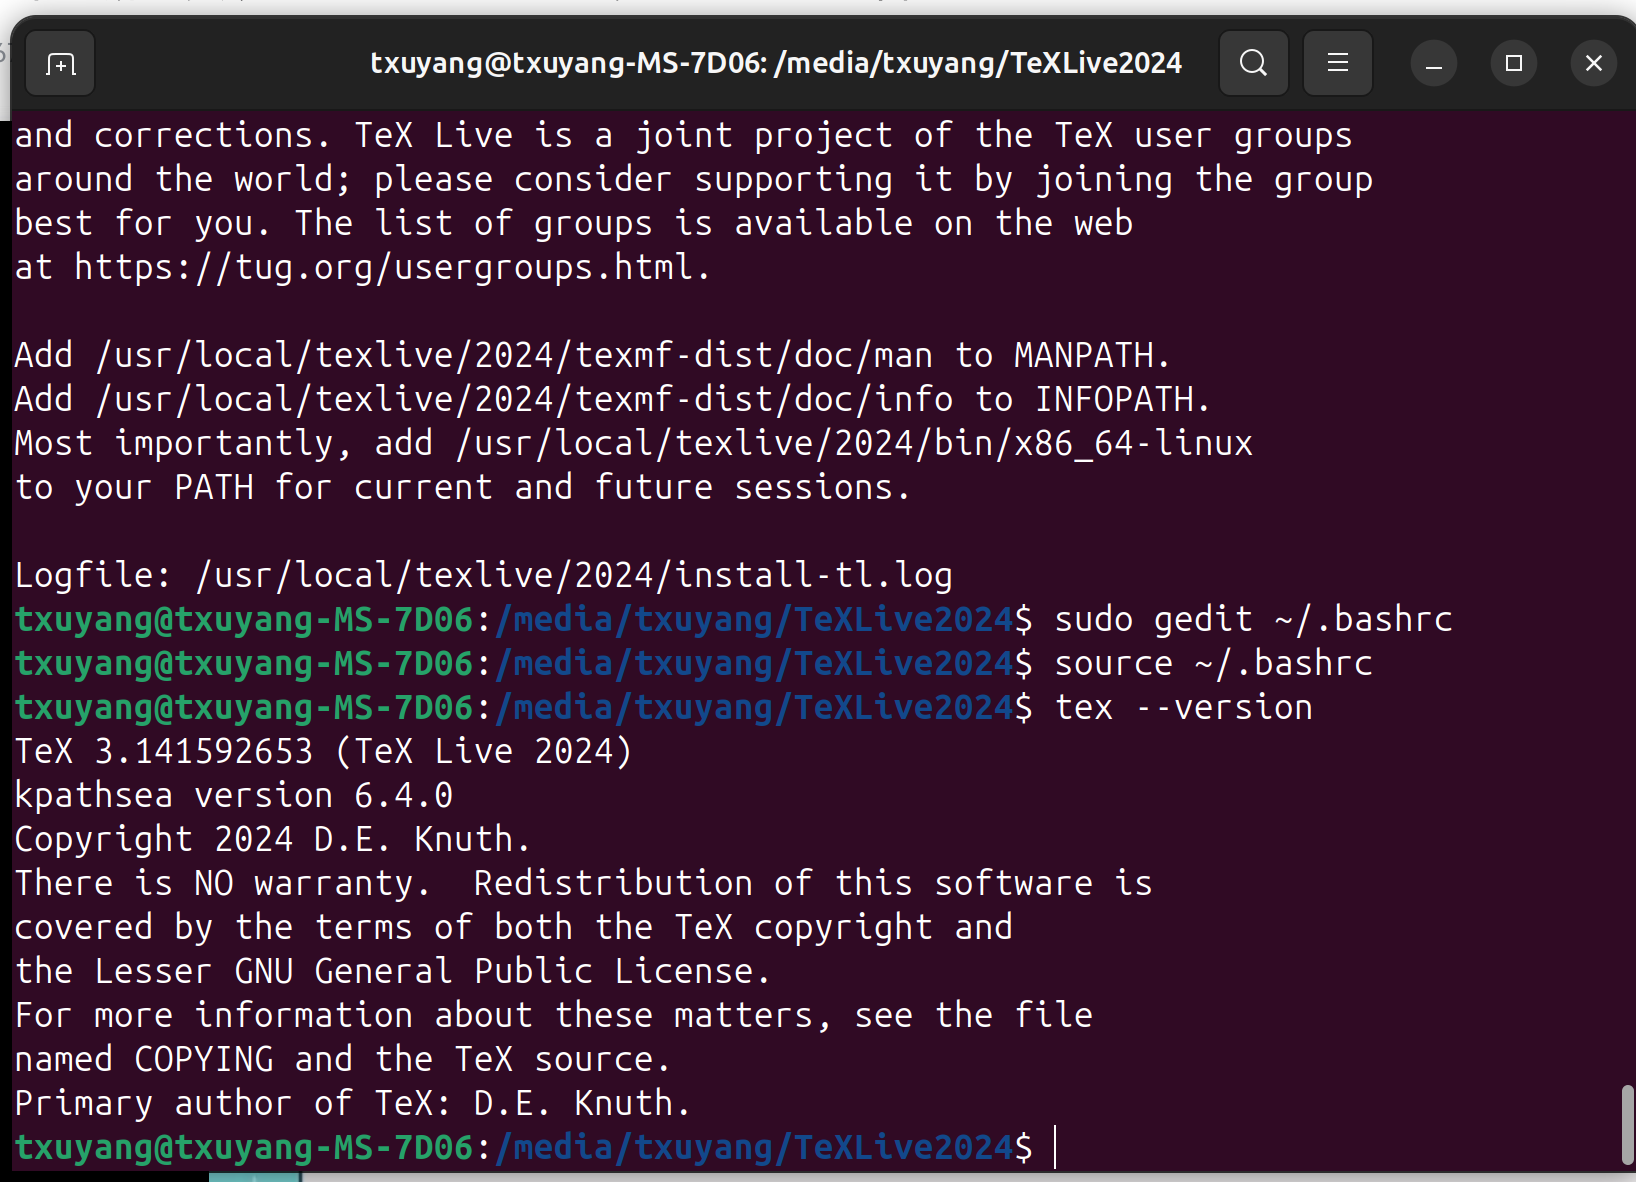 txuyang@txuyang-MS-7D06: /media/txuyang/TeXLive2024
and corrections. TeX Live is a joint project of the TeX user groups
around the world; please consider supporting it by joining the group
best for you. The list of groups is available on the web
at https://tug.org/usergroups.html.
Add /usr/local/texlive/2024/texmf-dist/doc/man to MANPATH.
Add /usr/local/texlive/2024/texmf-dist/doc/info to INFOPATH.
Most importantly, add /usr/local/texlive/2024/bin/x86_64-linux
to your PATH for current and future sessions.
Logfile: /usr/local/texlive/2024/install-tl.log
txuyang@txuyang-MS-7D06:/media/txuyang/TeXLive2024$ sudo gedit ~/.bashrc
txuyang@txuyang-MS-7D06:/media/txuyang/TeXLive2024$ source ~/.bashrc
txuyang@txuyang-MS-7D06:/media/txuyang/TeXLive2024$ tex --version
TeX 3.141592653 (TeX Live 2024)
kpathsea version 6.4.0
Copyright 2024 D.E. Knuth.
There is NO warranty.  Redistribution of this software is
covered by the terms of both the TeX copyright and
the Lesser GNU General Public License.
For more information about these matters, see the file
named COPYING and the TeX source.
Primary author of TeX: D.E. Knuth.
txuyang@txuyang-MS-7D06:/media/txuyang/TeXLive2024$